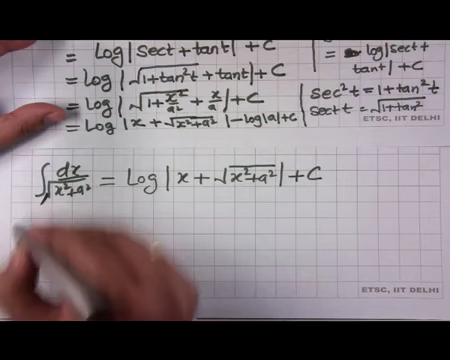 = Log|sect + tant| + C
= log|sect +
tant| + C
= Log|√1+tan²t + tant| + C
= Log|√1+x²/a² + x/a| + C
sec²t = 1+tan²t
= Log|x + √x²+a²| - log|a| + C
sect = √1+tan²
ETSC, IIT DELHI
∫dx/√x²+a² = Log|x + √x²+a²| + C
ETSC, IIT DELHI